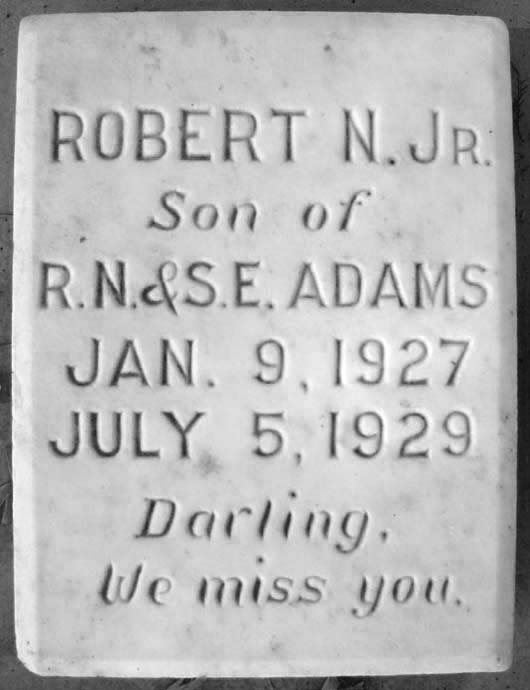 ROBERT N. JR.
Son of
R.N.&S.E. ADAMS
JAN. 9, 1927
JULY 5, 1929
Darling,
We miss you.